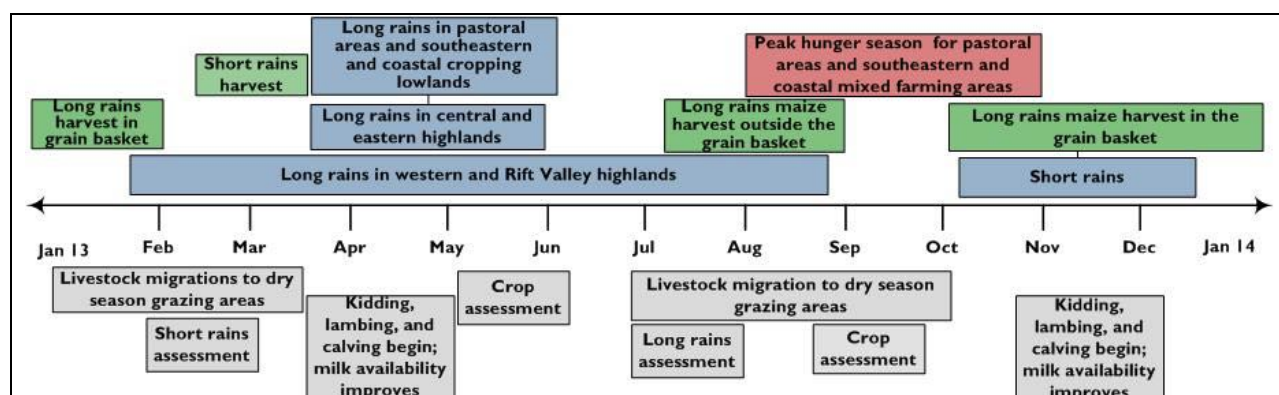 Long rains in pastoral
areas and southeastern
and coastal cropping
lowlands
Peak hunger season for
pastoral areas and
southeastern and
coastal mixed farming areas
Short rains
harvest
Long rains
harvest in
grain basket
Long rains in central and
eastern highlands
Long rains maize
harvest outside the
grain basket
Long rains maize harvest in the
grain basket
Long rains in western and Rift Valley highlands
Short rains
Jan 13
Feb
Mar
Apr
May
Jun
Jul
Aug
Sep
Oct
Nov
Dec
Jan 14
Livestock migrations to dry
season grazing areas
Crop
assessment
Livestock migration to dry season
grazing areas
Kidding,
lambing, and
calving begin;
milk availability
improves
Kidding,
lambing, and
calving begin;
milk availability
improves
Short rains
assessment
Long rains
assessment
Crop
assessment